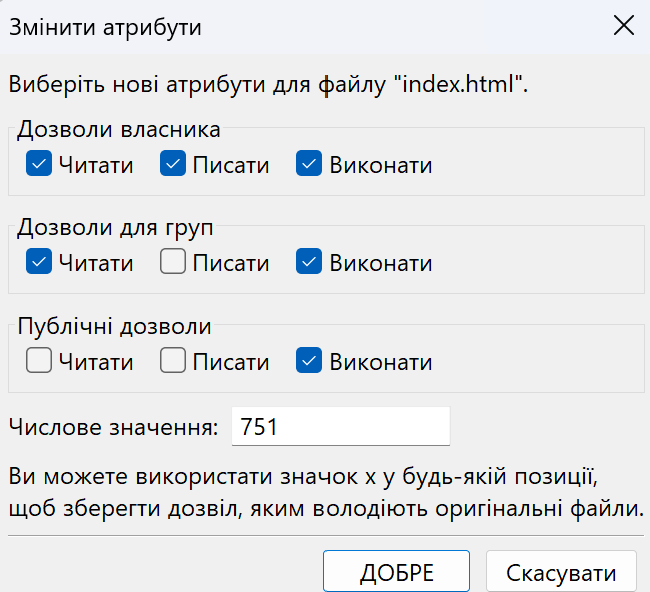 Змінити атрибути
Виберіть нові атрибути для файлу "index.html".
Дозволи власника
Читати Писати Виконати
Дозволи для груп
Читати Писати Виконати
Публічні дозволи
Читати Писати Виконати
Числове значення: 751
Ви можете використати значок x у будь-якій позиції,
щоб зберегти дозвіл, яким володіють оригінальні файли.
ДОБРЕ Скасувати